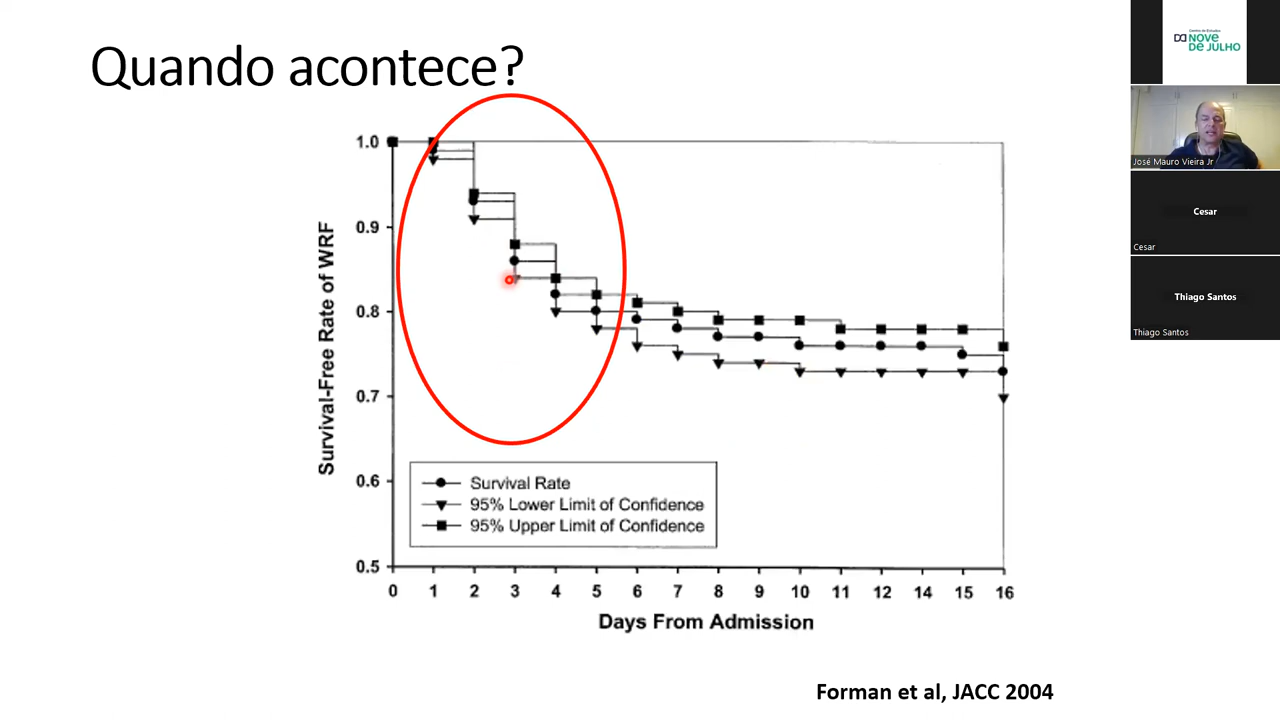 Quando acontece?
1.0
0.9
0.8
0.7
0.6
0.5
Survival-Free Rate of WRF
Survival Rate
95% Lower Limit of Confidence
95% Upper Limit of Confidence
0 1 2 3 4 5 6 7 8 9 10 11 12 14 15 16
Days From Admission
Forman et al, JACC 2004
Centro de Estudos
NOVE
DE JULHO
José Mauro Vieira Jr
Cesar
Cesar
Thiago Santos
Thiago Santos